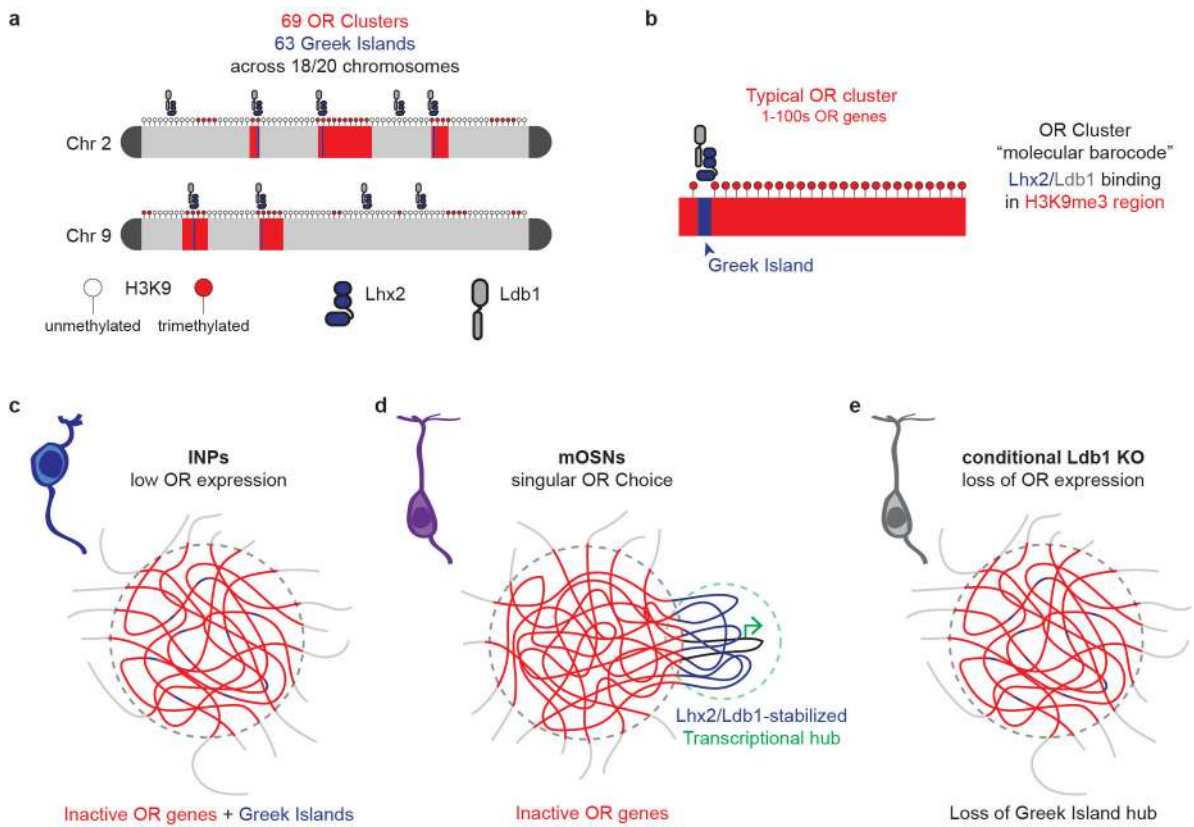 a
69 OR Clusters
63 Greek Islands
across 18/20 chromosomes
Chr 2
Chr 9
H3K9
unmethylated
trimethylated
Lhx2
Ldb1
b
Typical OR cluster
1-100s OR genes
Greek Island
OR Cluster
“molecular barocode”
Lhx2/Ldb1 binding
in H3K9me3 region
c
INPs
low OR expression
Inactive OR genes + Greek Islands
d
mOSNs
singular OR Choice
Lhx2/Ldb1-stabilized
Transcriptional hub
Inactive OR genes
e
conditional Ldb1 KO
loss of OR expression
Loss of Greek Island hub